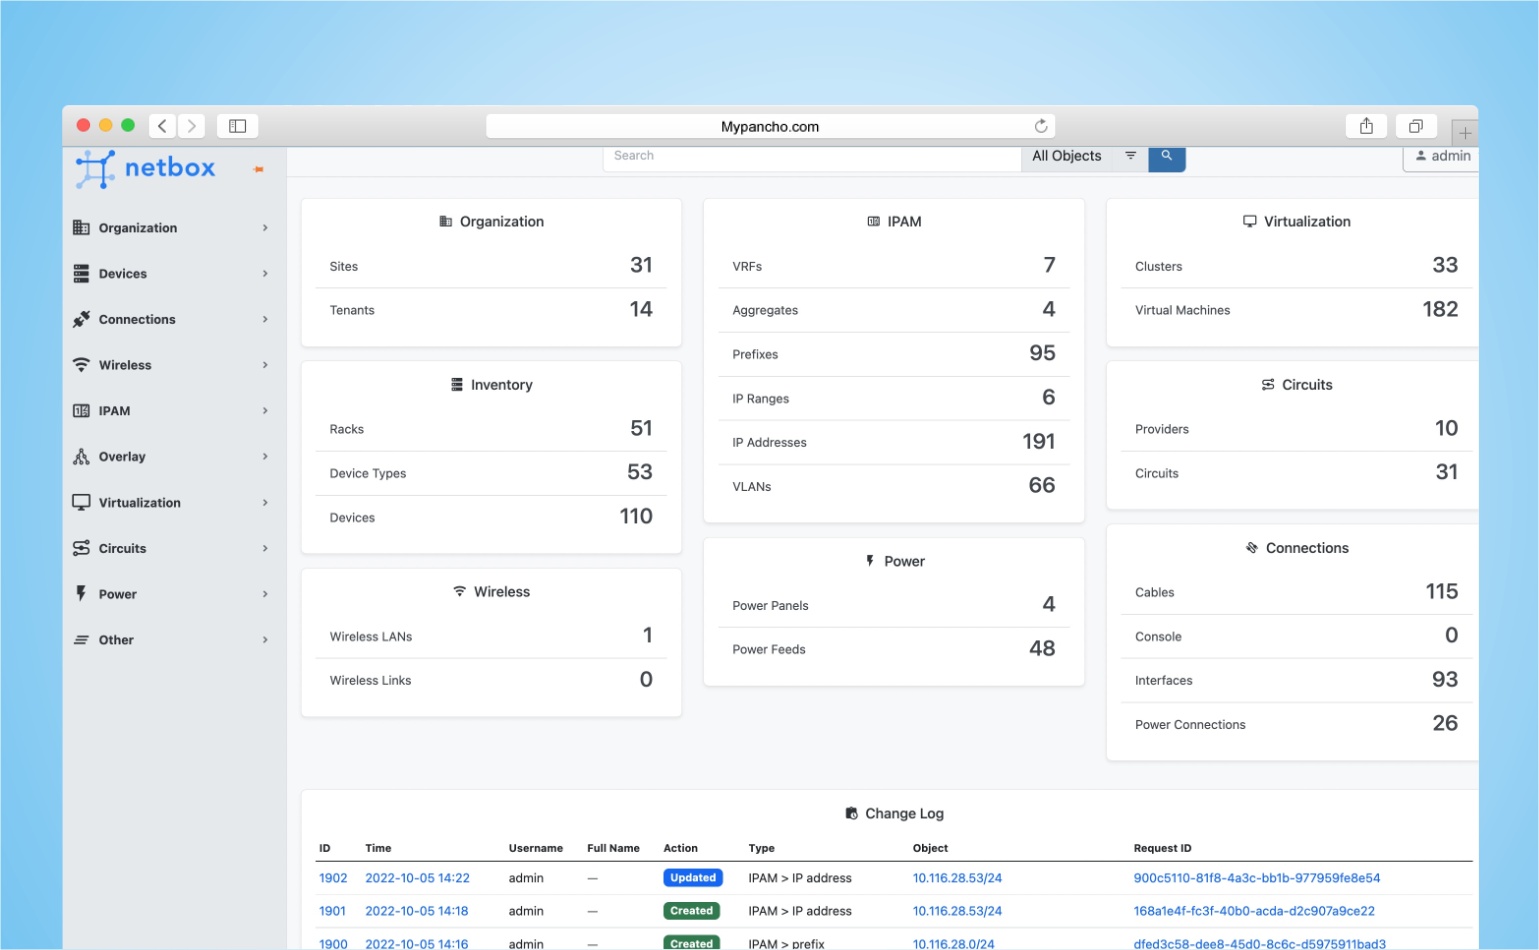 Mypancho.com
netbox
Search
All Objects
admin
Organization
Devices
Connections
Wireless
IPAM
Overlay
Virtualization
Circuits
Power
Other
Organization
Sites 31
Tenants 14
Inventory
Racks 51
Device Types 53
Devices 110
Wireless
Wireless LANs 1
Wireless Links 0
IPAM
VRFs 7
Aggregates 4
Prefixes 95
IP Ranges 6
IP Addresses 191
VLANs 66
Power
Power Panels 4
Power Feeds 48
Virtualization
Clusters 33
Virtual Machines 182
Circuits
Providers 10
Circuits 31
Connections
Cables 115
Console 0
Interfaces 93
Power Connections 26
Change Log
ID Time Username Full Name Action Type Object Request ID
1902 2022-10-05 14:22 admin — Updated IPAM > IP address 10.116.28.53/24 900c5110-81f8-4a3c-bb1b-977959fe8e54
1901 2022-10-05 14:18 admin — Created IPAM > IP address 10.116.28.53/24 168a1e4f-fc3f-40b0-acda-d2c907a9ce22
1900 2022-10-05 14:16 admin — Created IPAM > prefix 10.116.28.0/24 dfed3c58-dee8-45d0-8c6c-d5975911bad3